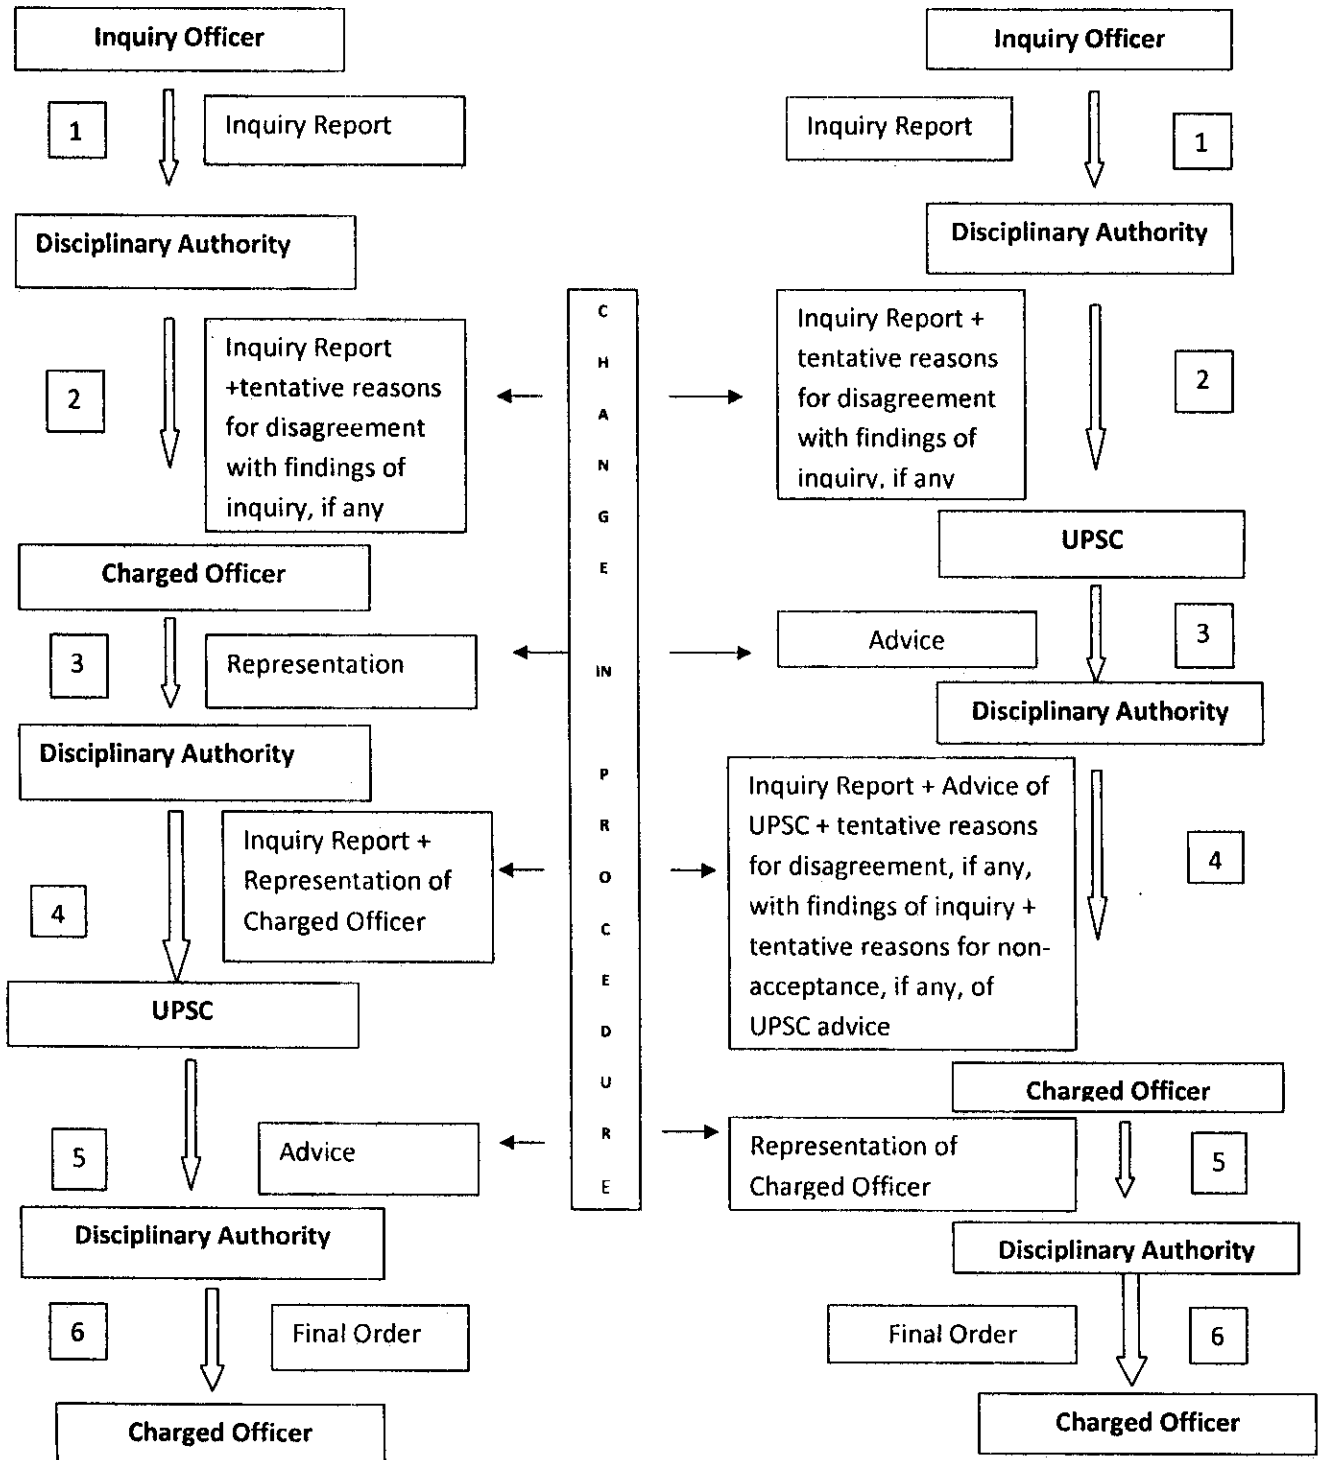 Inquiry Officer
1
Inquiry Report
Disciplinary Authority
2
Inquiry Report
+tentative reasons
for disagreement
with findings of
inquiry, if any
Charged Officer
3
Representation
Disciplinary Authority
4
Inquiry Report +
Representation of
Charged Officer
UPSC
5
Advice
Disciplinary Authority
6
Final Order
Charged Officer
C
H
A
N
G
E
IN
P
R
O
C
E
D
U
R
E
Inquiry Officer
Inquiry Report
1
Disciplinary Authority
Inquiry Report +
tentative reasons
for disagreement
with findings of
inquiry, if any
2
UPSC
Advice
3
Disciplinary Authority
Inquiry Report + Advice of
UPSC + tentative reasons
for disagreement, if any,
with findings of inquiry +
tentative reasons for non-
acceptance, if any, of
UPSC advice
4
Charged Officer
Representation of
Charged Officer
5
Disciplinary Authority
Final Order
6
Charged Officer